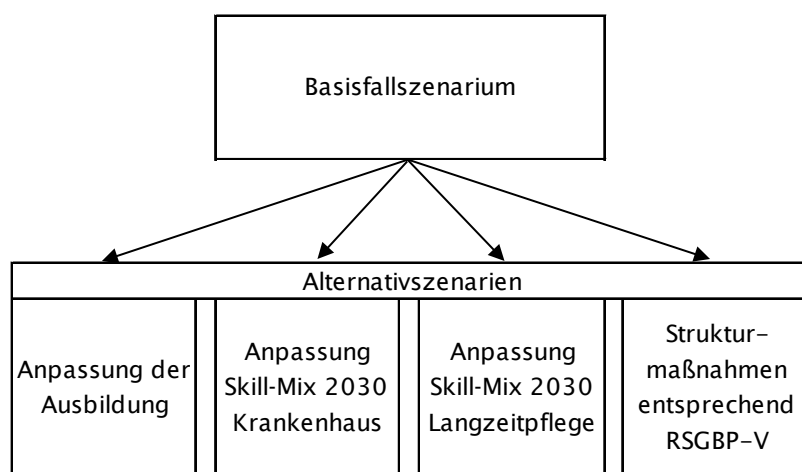 Basisfallszenarium
Alternativszenarien
Anpassung der
Ausbildung
Anpassung
Skill-Mix 2030
Krankenhaus
Anpassung
Skill-Mix 2030
Langzeitpflege
Struktur-
maßnahmen
entsprechend
RSGBP-V